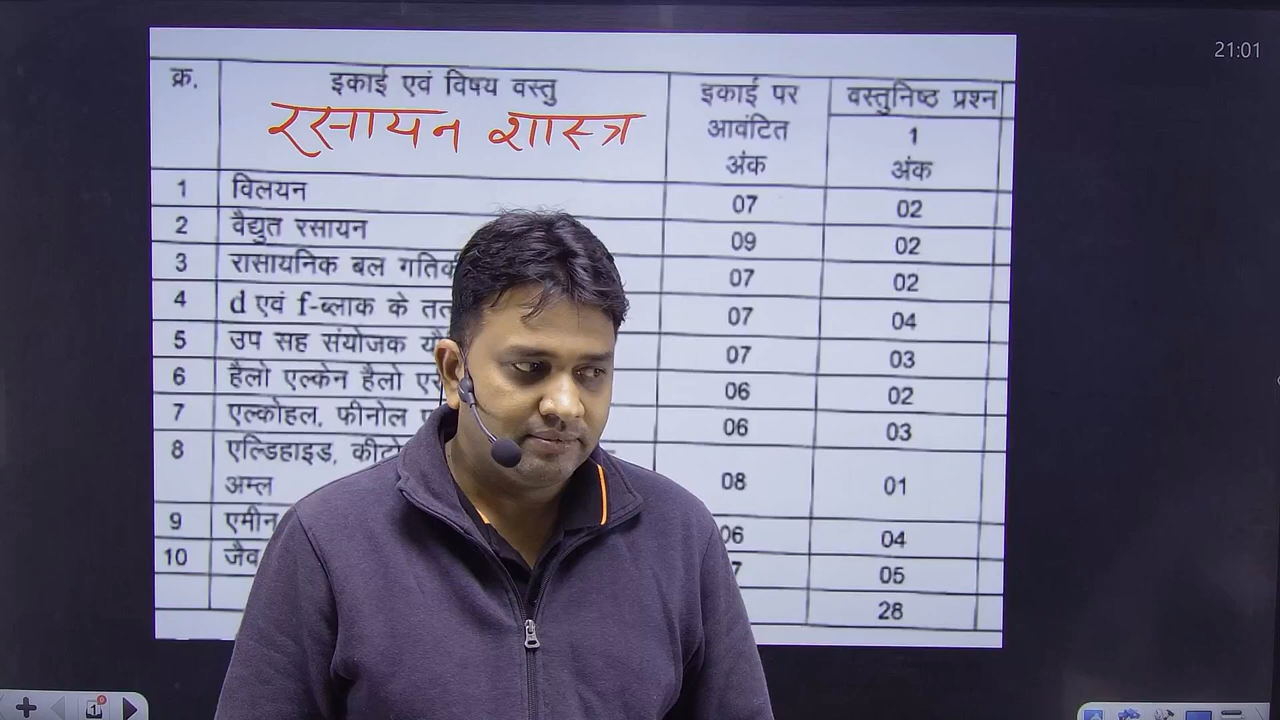 21:01
क्र. इकाई एवं विषय वस्तु इकाई पर आवंटित अंक वस्तुनिष्ठ प्रश्न 1 अंक
रसायन शास्त्र
1 विलयन 07 02
2 वैद्युत रसायन 09 02
3 रासायनिक बल 07 02
4 d एवं f-ब्लाक के 07 04
5 उप सह संयोजक 07 03
6 हैलो एल्केन हैलो 06 02
7 एल्कोहल, फीनोल 06 03
8 एल्डिहाइड, 08 01
अम्ल
9 एमीन 06 04
10 जैव 7 05
28
1